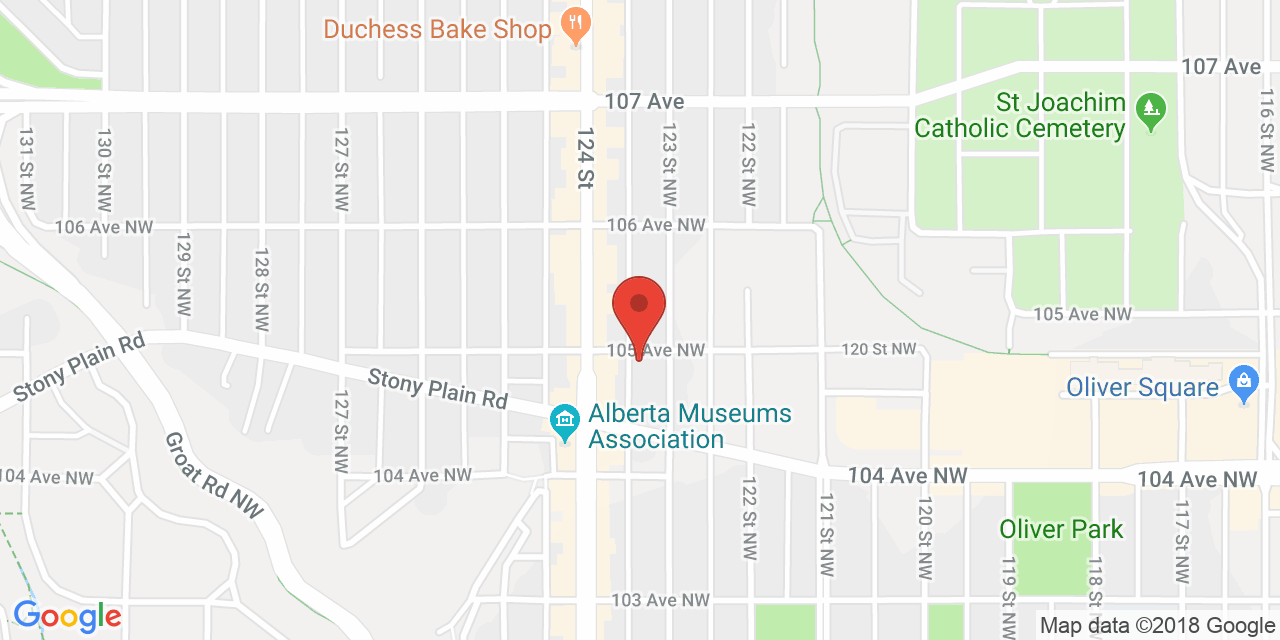 Duchess Bake Shop
107 Ave
107 Ave
St Joachim
Catholic Cemetery
116 St NW
131 St NW
130 St NW
127 St NW
124 St
123 St NW
122 St NW
106 Ave NW
106 Ave NW
129 St NW
128 St NW
105 Ave NW
105 Ave NW
120 St NW
Stony Plain Rd
Stony Plain Rd
Oliver Square
Alberta Museums
Association
127 St NW
Groat Rd NW
104 Ave NW
104 Ave NW
104 Ave NW
104 Ave NW
122 St NW
121 St NW
120 St NW
Oliver Park
119 St NW
118 St NW
117 St NW
103 Ave NW
Google
Map data ©2018 Google